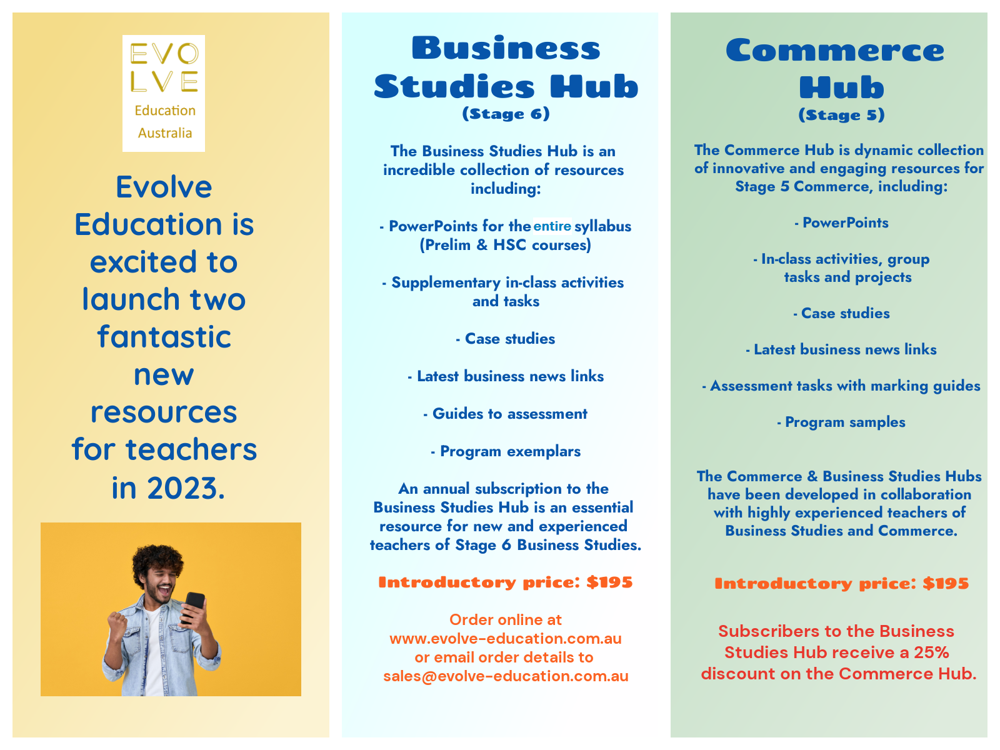 EVO
LVE
Education
Australia
Evolve
Education is
excited to
launch two
fantastic
new
resources
for teachers
in 2023.
Business
Studies Hub
(Stage 6)
The Business Studies Hub is an
incredible collection of resources
including:
- PowerPoints for the entire syllabus
(Prelim & HSC courses)
- Supplementary in-class activities
and tasks
- Case studies
- Latest business news links
- Guides to assessment
- Program exemplars
An annual subscription to the
Business Studies Hub is an essential
resource for new and experienced
teachers of Stage 6 Business Studies.
Introductory price: $195
Order online at
www.evolve-education.com.au
or email order details to
sales@evolve-education.com.au
Commerce
Hub
(Stage 5)
The Commerce Hub is dynamic collection
of innovative and engaging resources for
Stage 5 Commerce, including:
- PowerPoints
- In-class activities, group
tasks and projects
- Case studies
- Latest business news links
- Assessment tasks with marking guides
- Program samples
The Commerce & Business Studies Hubs
have been developed in collaboration
with highly experienced teachers of
Business Studies and Commerce.
Introductory price: $195
Subscribers to the Business
Studies Hub receive a 25%
discount on the Commerce Hub.